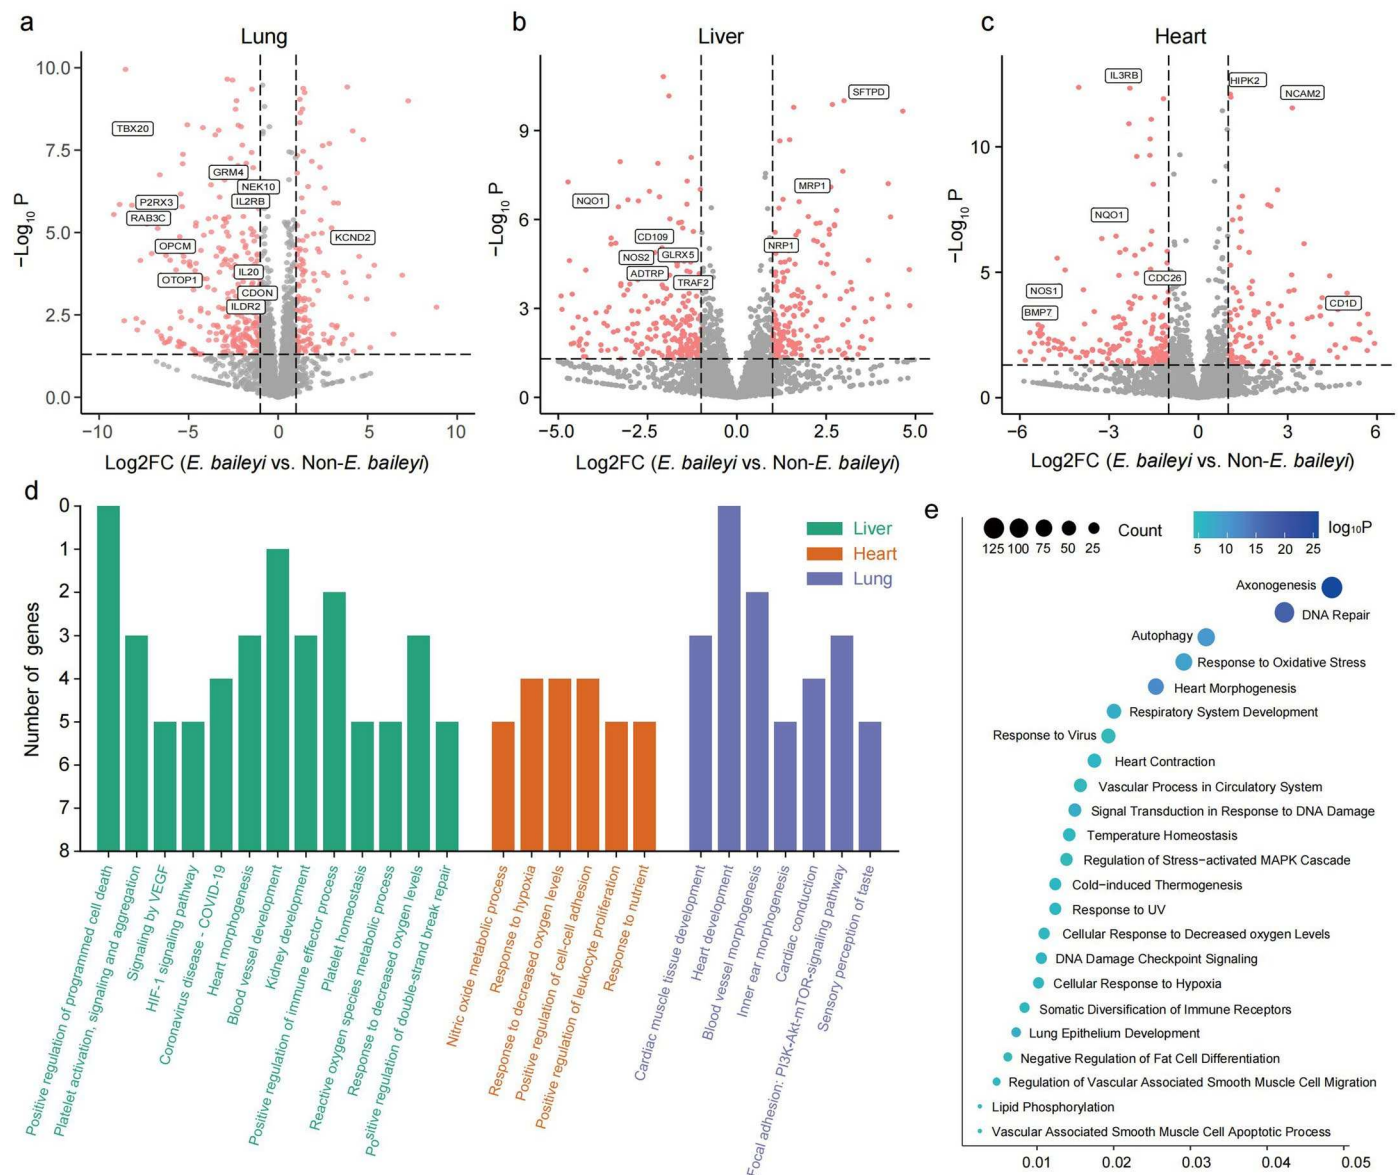 a
Lung
−Log₁₀ P
10.0
7.5
5.0
2.5
0.0
TBX20
GRM4
NEK10
P2RX3
IL2RB
RAB3C
KCND2
OPCM
IL20
OTOP1
CDON
ILDR2
−10
−5
0
5
10
Log2FC (E. baileyi vs. Non-E. baileyi)
b
Liver
−Log₁₀ P
9
6
3
0
SFTPD
MRP1
NQO1
CD109
NRP1
NOS2
GLRX5
ADTRP
TRAF2
−5.0
−2.5
0.0
2.5
5.0
Log2FC (E. baileyi vs. Non-E. baileyi)
c
Heart
−Log₁₀ P
10
5
0
IL3RB
HIPK2
NCAM2
NQO1
CDC26
NOS1
CD1D
BMP7
−6
−3
0
3
6
Log2FC (E. baileyi vs. Non-E. baileyi)
d
Number of genes
0
1
2
3
4
5
6
7
8
Liver
Heart
Lung
Positive regulation of programmed cell death
Platelet activation, signaling and aggregation
Signaling by VEGF
HIF-1 signaling pathway
Coronavirus disease - COVID-19
Heart morphogenesis
Blood vessel development
Kidney development
Positive regulation of immune effector process
Platelet homeostasis
Reactive oxygen species metabolic process
Response to decreased oxygen levels
Positive regulation of double-strand break repair
Nitric oxide metabolic process
Response to hypoxia
Response to decreased oxygen levels
Positive regulation of cell-cell adhesion
Positive regulation of leukocyte proliferation
Response to nutrient
Cardiac muscle tissue development
Heart development
Blood vessel morphogenesis
Inner ear morphogenesis
Cardiac conduction
Focal adhesion: PI3K-Akt-mTOR-signaling pathway
Sensory perception of taste
e
Count
125 100 75 50 25
log₁₀P
5 10 15 20 25
Axonogenesis
DNA Repair
Autophagy
Response to Oxidative Stress
Heart Morphogenesis
Respiratory System Development
Response to Virus
Heart Contraction
Vascular Process in Circulatory System
Signal Transduction in Response to DNA Damage
Temperature Homeostasis
Regulation of Stress−activated MAPK Cascade
Cold−induced Thermogenesis
Response to UV
Cellular Response to Decreased oxygen Levels
DNA Damage Checkpoint Signaling
Cellular Response to Hypoxia
Somatic Diversification of Immune Receptors
Lung Epithelium Development
Negative Regulation of Fat Cell Differentiation
Regulation of Vascular Associated Smooth Muscle Cell Migration
Lipid Phosphorylation
Vascular Associated Smooth Muscle Cell Apoptotic Process
0.01
0.02
0.03
0.04
0.05